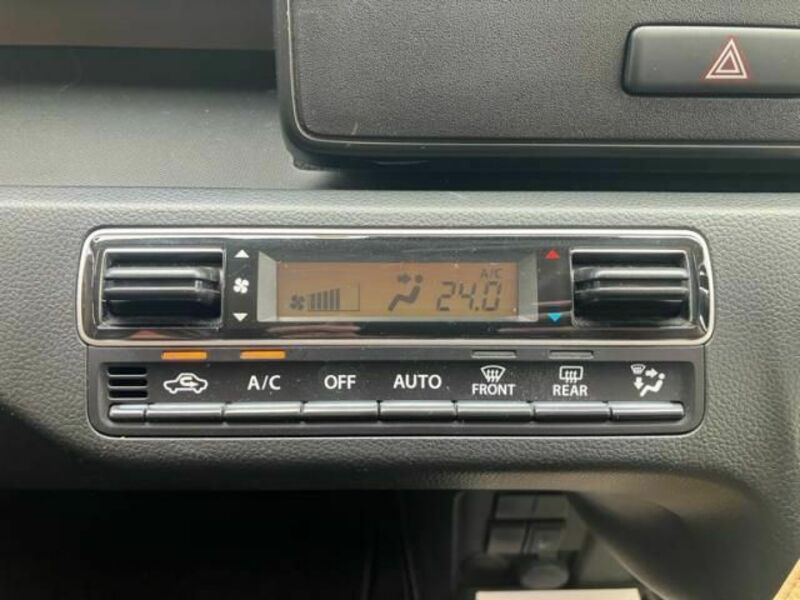 A/C
24.0
A/C
OFF
AUTO
FRONT
REAR